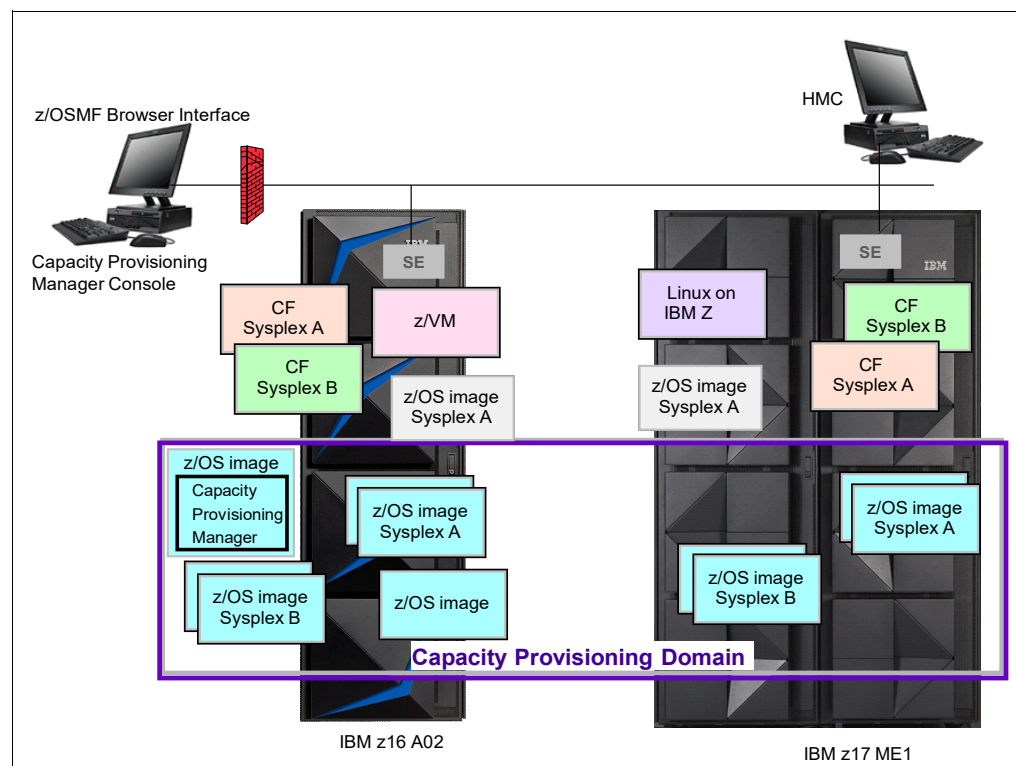 HMC
z/OSMF Browser Interface
Capacity Provisioning
Manager Console
IBM
SE
SE
IBM
CF
Sysplex A
z/VM
CF
Sysplex B
z/OS image
Sysplex A
Linux on
IBM Z
CF
Sysplex B
z/OS image
Sysplex A
CF
Sysplex A
z/OS image
Capacity
Provisioning
Manager
z/OS image
Sysplex A
z/OS image
Sysplex B
z/OS image
z/OS image
Sysplex A
z/OS image
Sysplex B
Capacity Provisioning Domain
IBM z16 A02
IBM z17 ME1